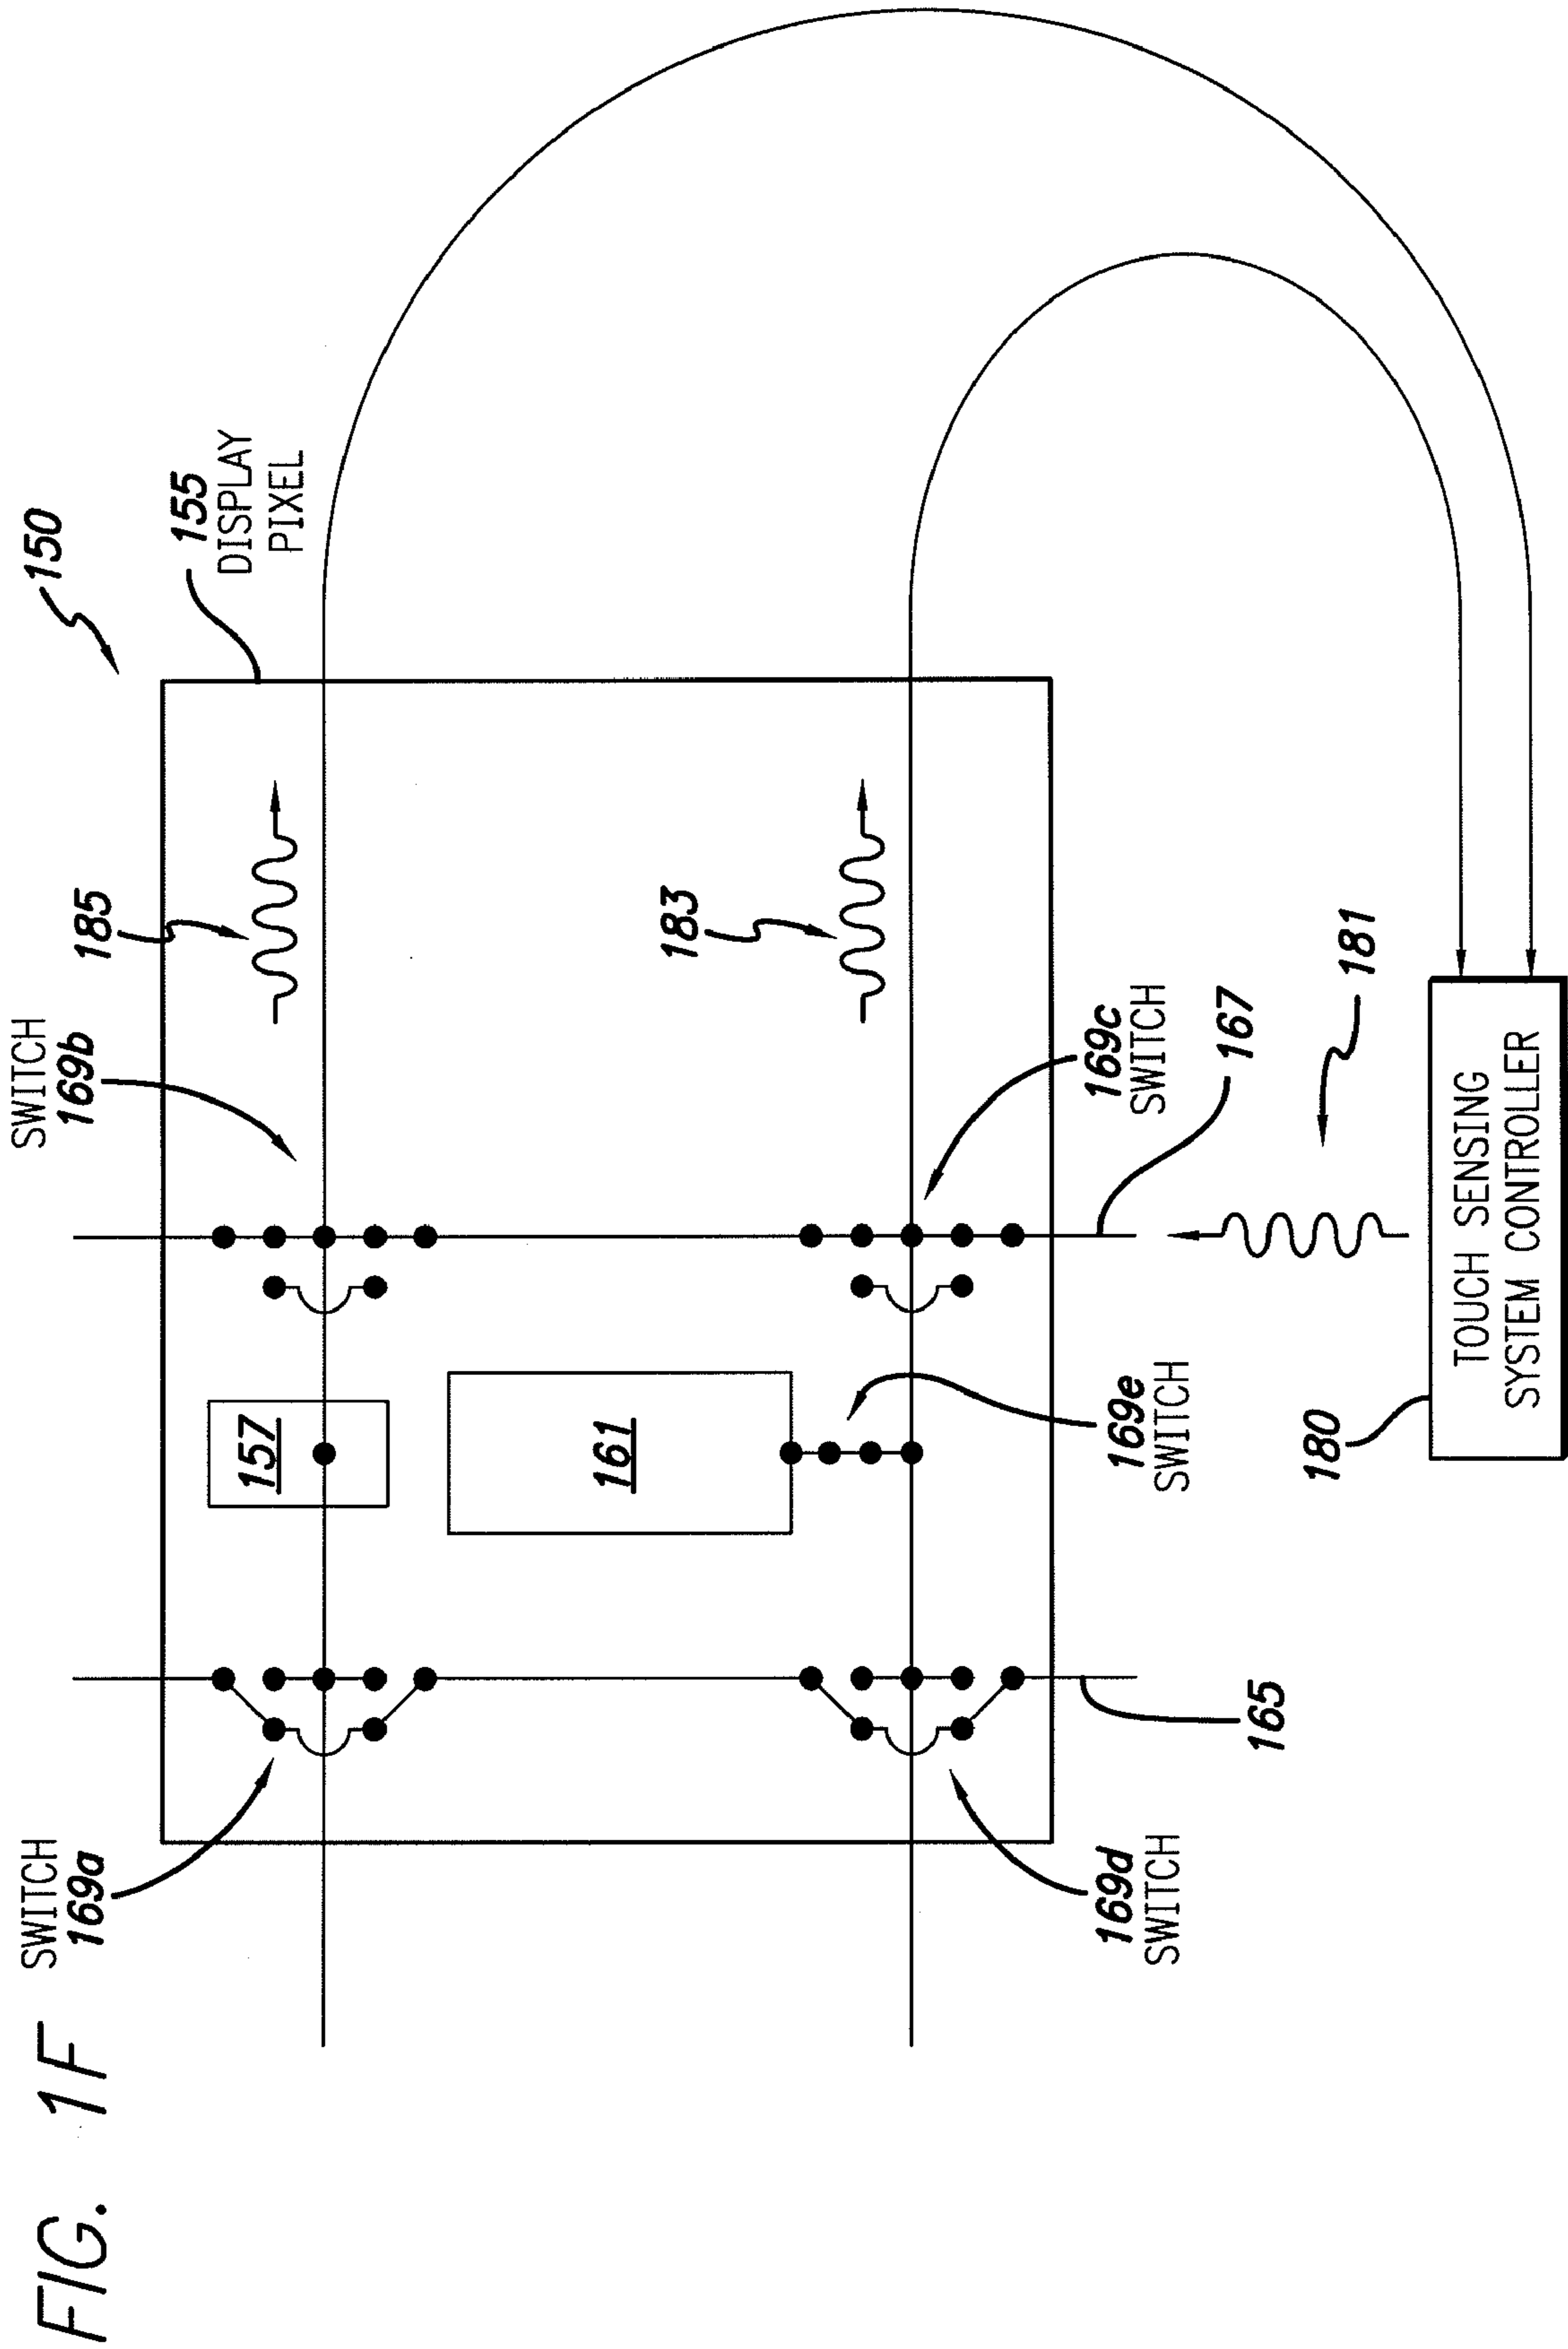 FIG. 1F
150
155
DISPLAY
PIXEL
SWITCH
169a
SWITCH
169b
185
157
161
183
169d
SWITCH
169e
SWITCH
169c
SWITCH
165
167
181
180
TOUCH SENSING
SYSTEM CONTROLLER